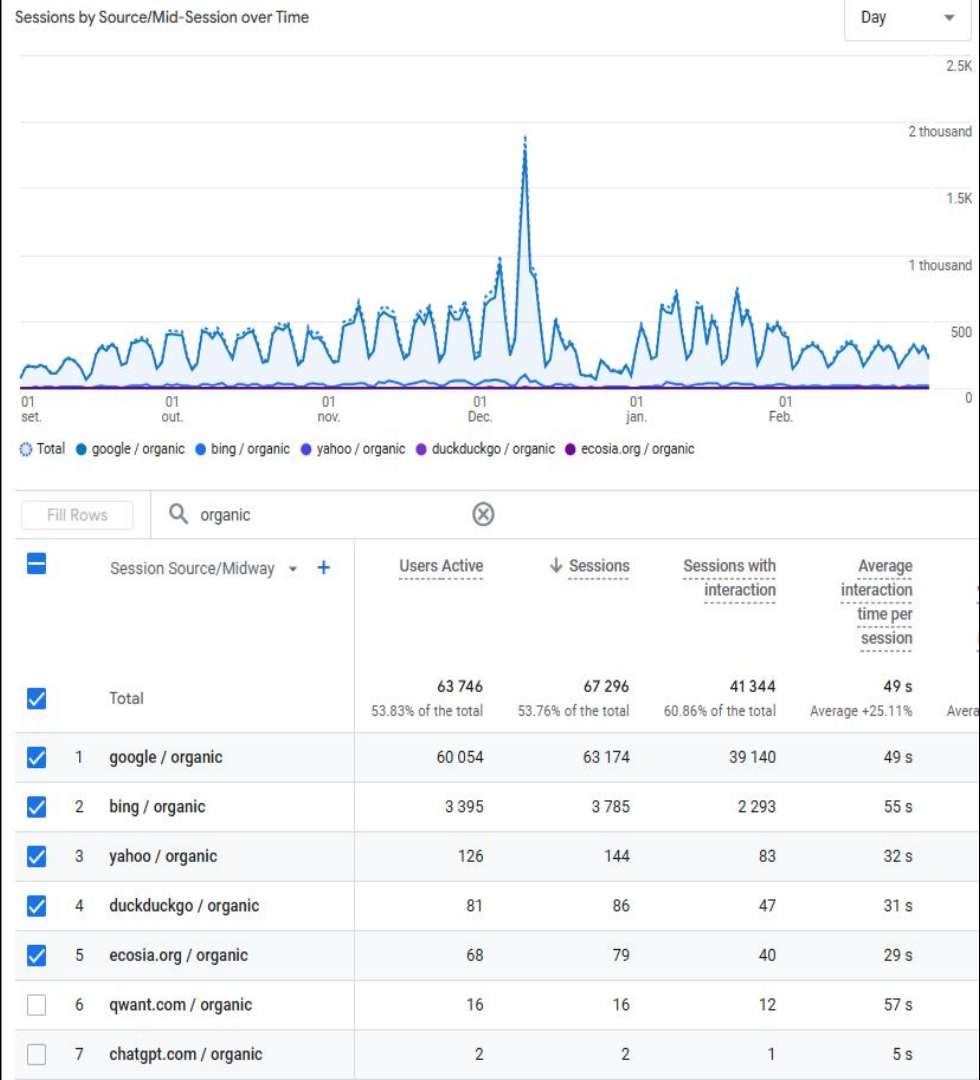 Sessions by Source/Mid-Session over Time
Day
2.5K
2 thousand
1.5K
1 thousand
500
0
01 set.
01 out.
01 nov.
01 Dec.
01 jan.
01 Feb.
Total google / organic bing / organic yahoo / organic duckduckgo / organic ecosia.org / organic
Fill Rows organic
Session Source/Midway + Users Active ↓ Sessions Sessions with interaction Average interaction time per session
Total 63 746 67 296 41 344 49 s
53.83% of the total 53.76% of the total 60.86% of the total Average +25.11% Avera
1 google / organic 60 054 63 174 39 140 49 s
2 bing / organic 3 395 3 785 2 293 55 s
3 yahoo / organic 126 144 83 32 s
4 duckduckgo / organic 81 86 47 31 s
5 ecosia.org / organic 68 79 40 29 s
6 qwant.com / organic 16 16 12 57 s
7 chatgpt.com / organic 2 2 1 5 s